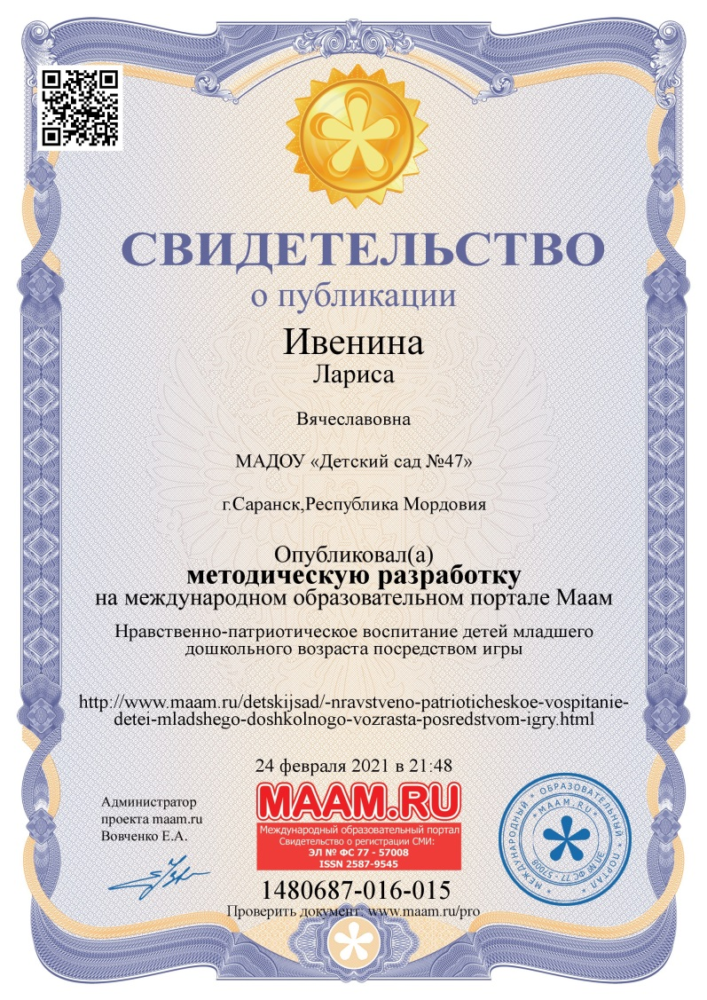 СВИДЕТЕЛЬСТВО
о публикации
Ивенина
Лариса
Вячеславовна
МАДОУ «Детский сад №47»
г.Саранск,Республика Мордовия
Опубликовал(а)
методическую разработку
на международном образовательном портале Маам
Нравственно-патриотическое воспитание детей младшего
дошкольного возраста посредством игры
http://www.maam.ru/detskijsad/-nravstveno-patrioticheskoe-vospitanie-
detei-mladshego-doshkolnogo-vozrasta-posredstvom-igry.html
24 февраля 2021 в 21:48
Администратор
проекта maam.ru
Вовченко Е.А.
MAAM.RU
Международный образовательный портал
Свидетельство о регистрации СМИ:
ЭЛ № ФС 77 - 57008
ISSN 2587-9545
* МЕЖДУНАРОДНЫЙ * ОБРАЗОВАТЕЛЬНЫЙ * ПОРТАЛ
* MAAM.RU *
ЭЛ № ФС 77 - 57008
1480687-016-015
Проверить документ: www.maam.ru/pro